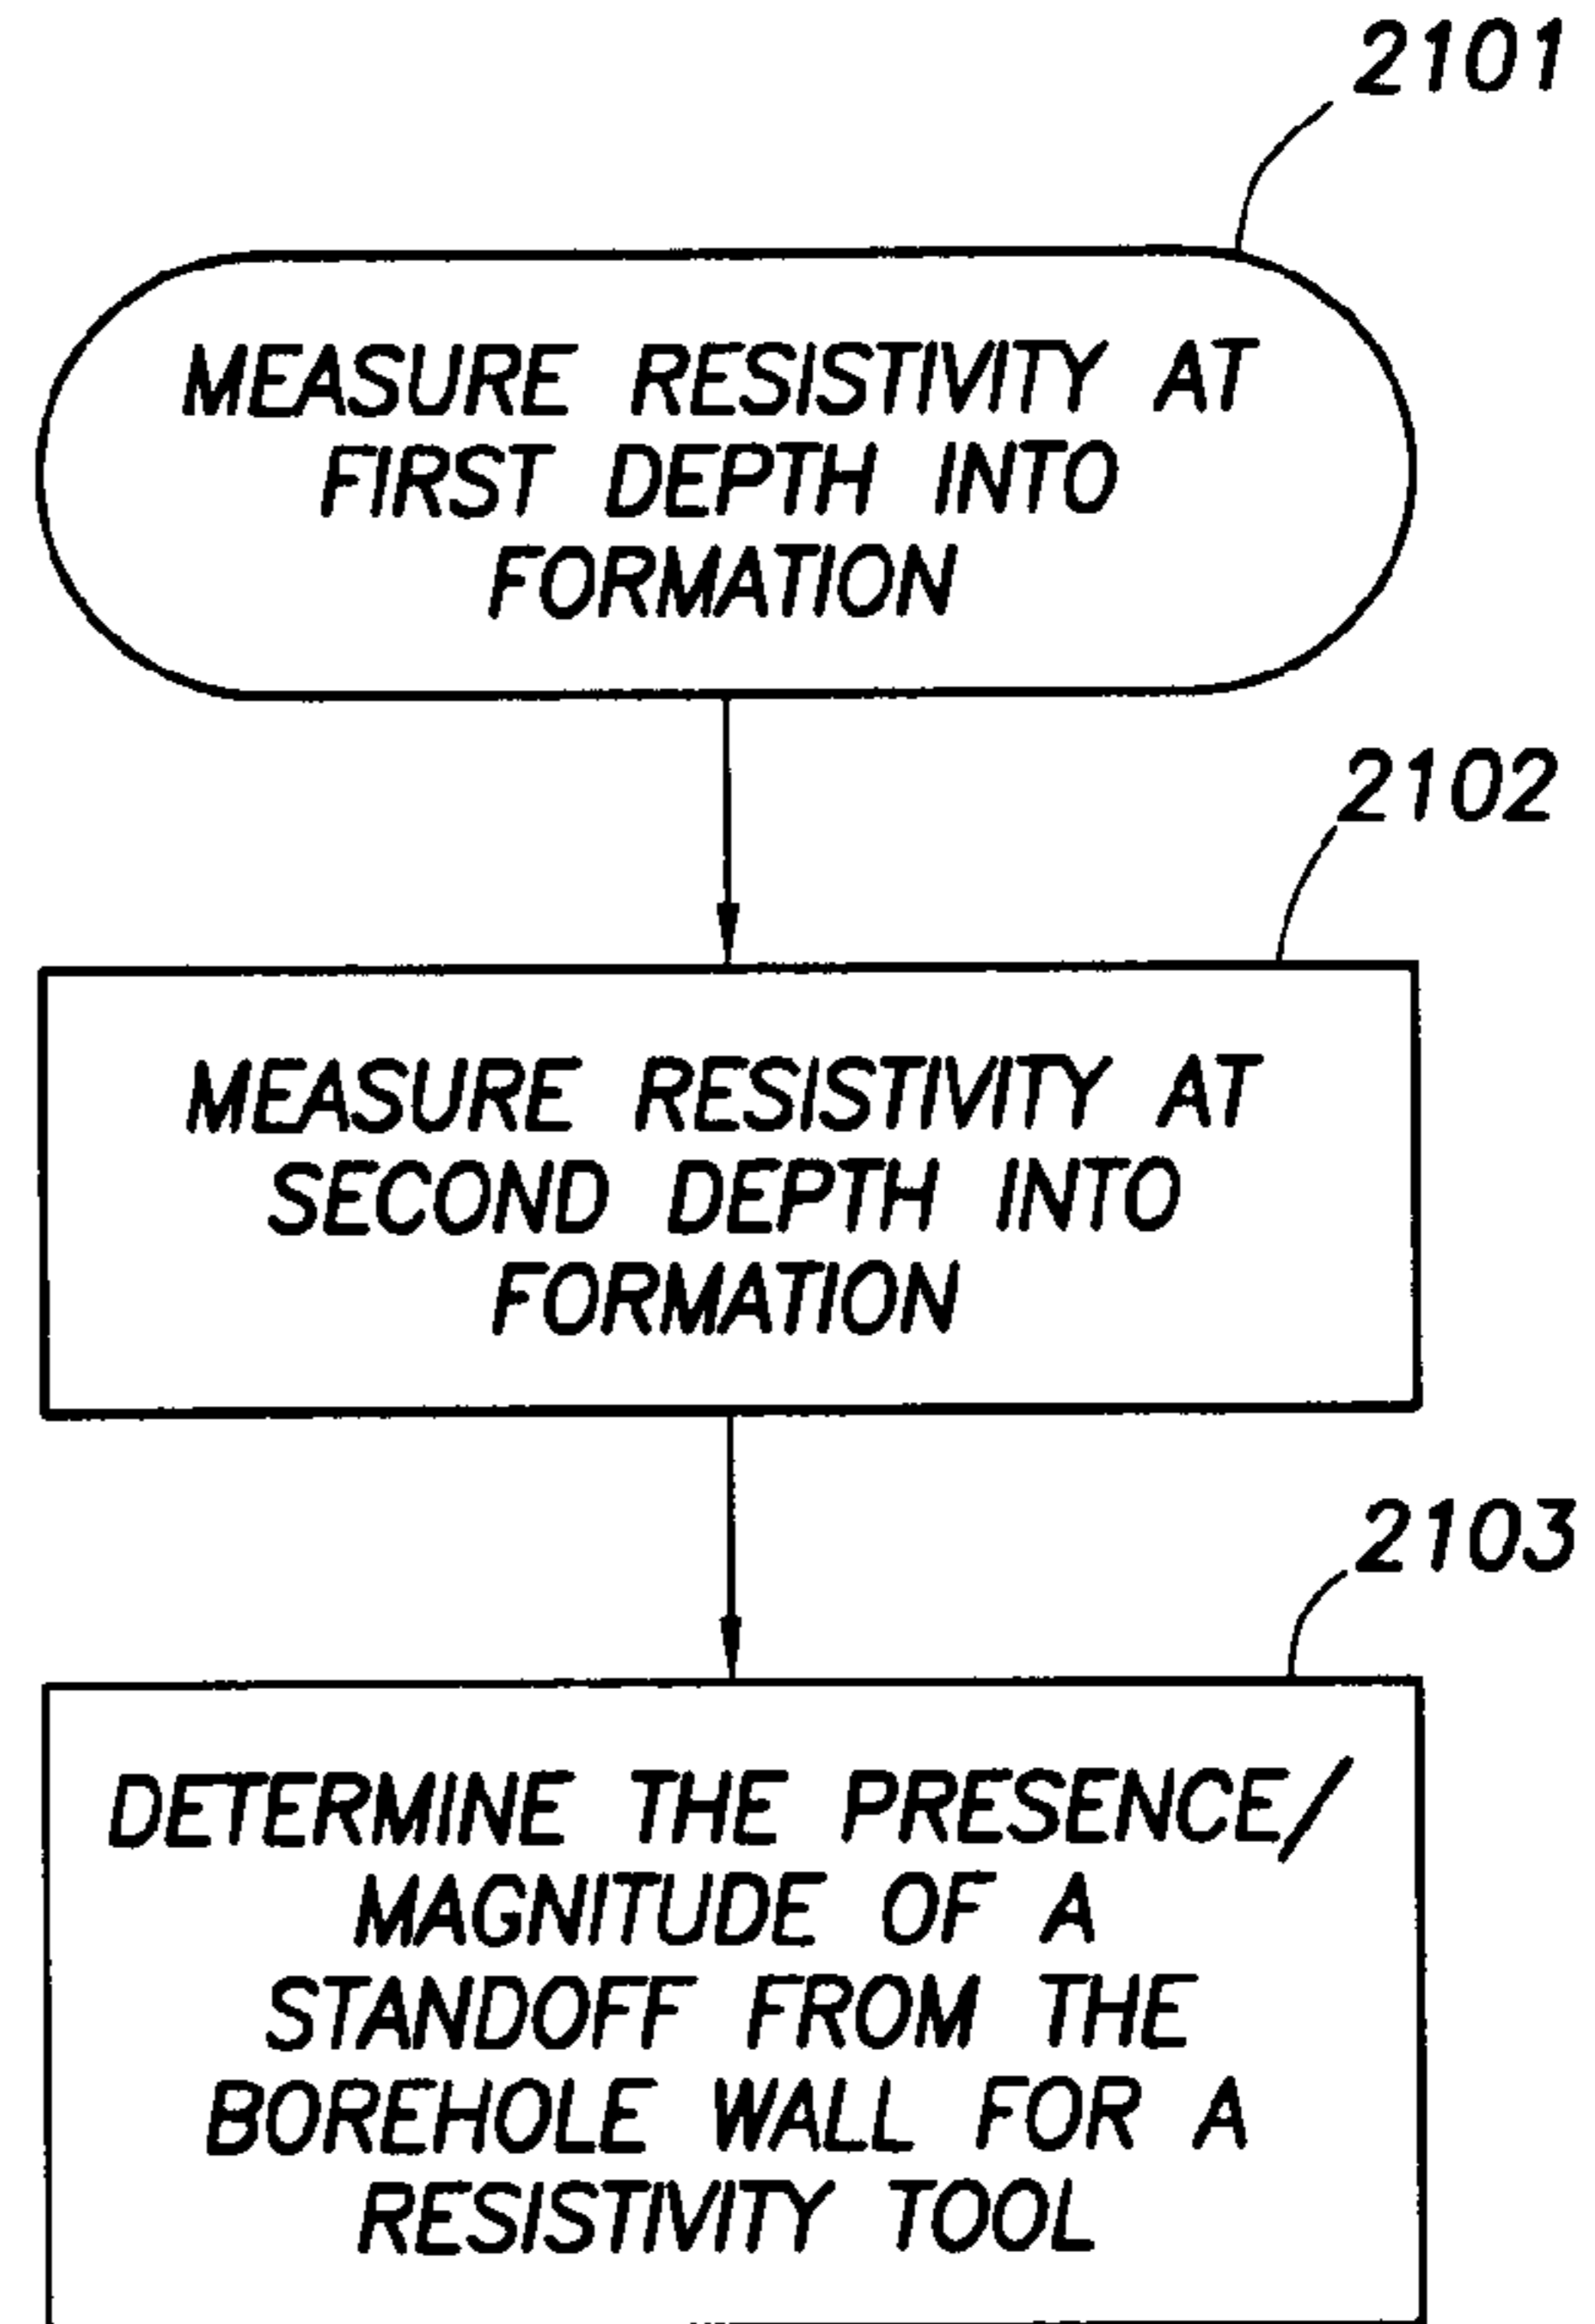 2101
MEASURE RESISTIVITY AT
FIRST DEPTH INTO
FORMATION
2102
MEASURE RESISTIVITY AT
SECOND DEPTH INTO
FORMATION
2103
DETERMINE THE PRESENCE/
MAGNITUDE OF A
STANDOFF FROM THE
BOREHOLE WALL FOR A
RESISTIVITY TOOL